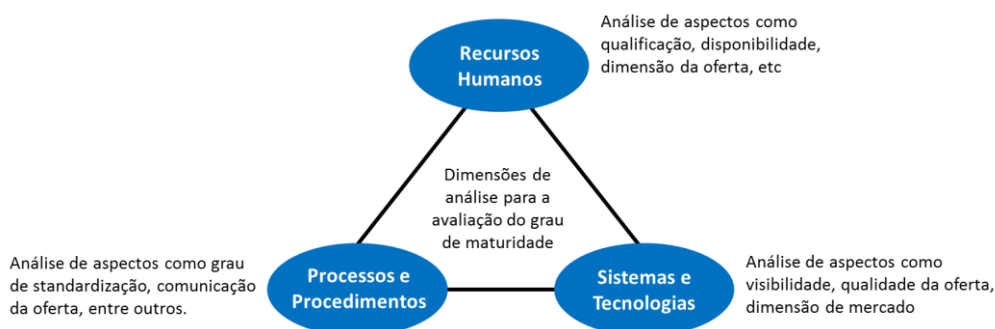 Recursos
Humanos
Análise de aspectos como
qualificação, disponibilidade,
dimensão da oferta, etc
Dimensões de
análise para a
avaliação do grau
de maturidade
Análise de aspectos como grau
de standardização, comunicação
da oferta, entre outros.
Processos e
Procedimentos
Sistemas e
Tecnologias
Análise de aspectos como
visibilidade, qualidade da oferta,
dimensão de mercado